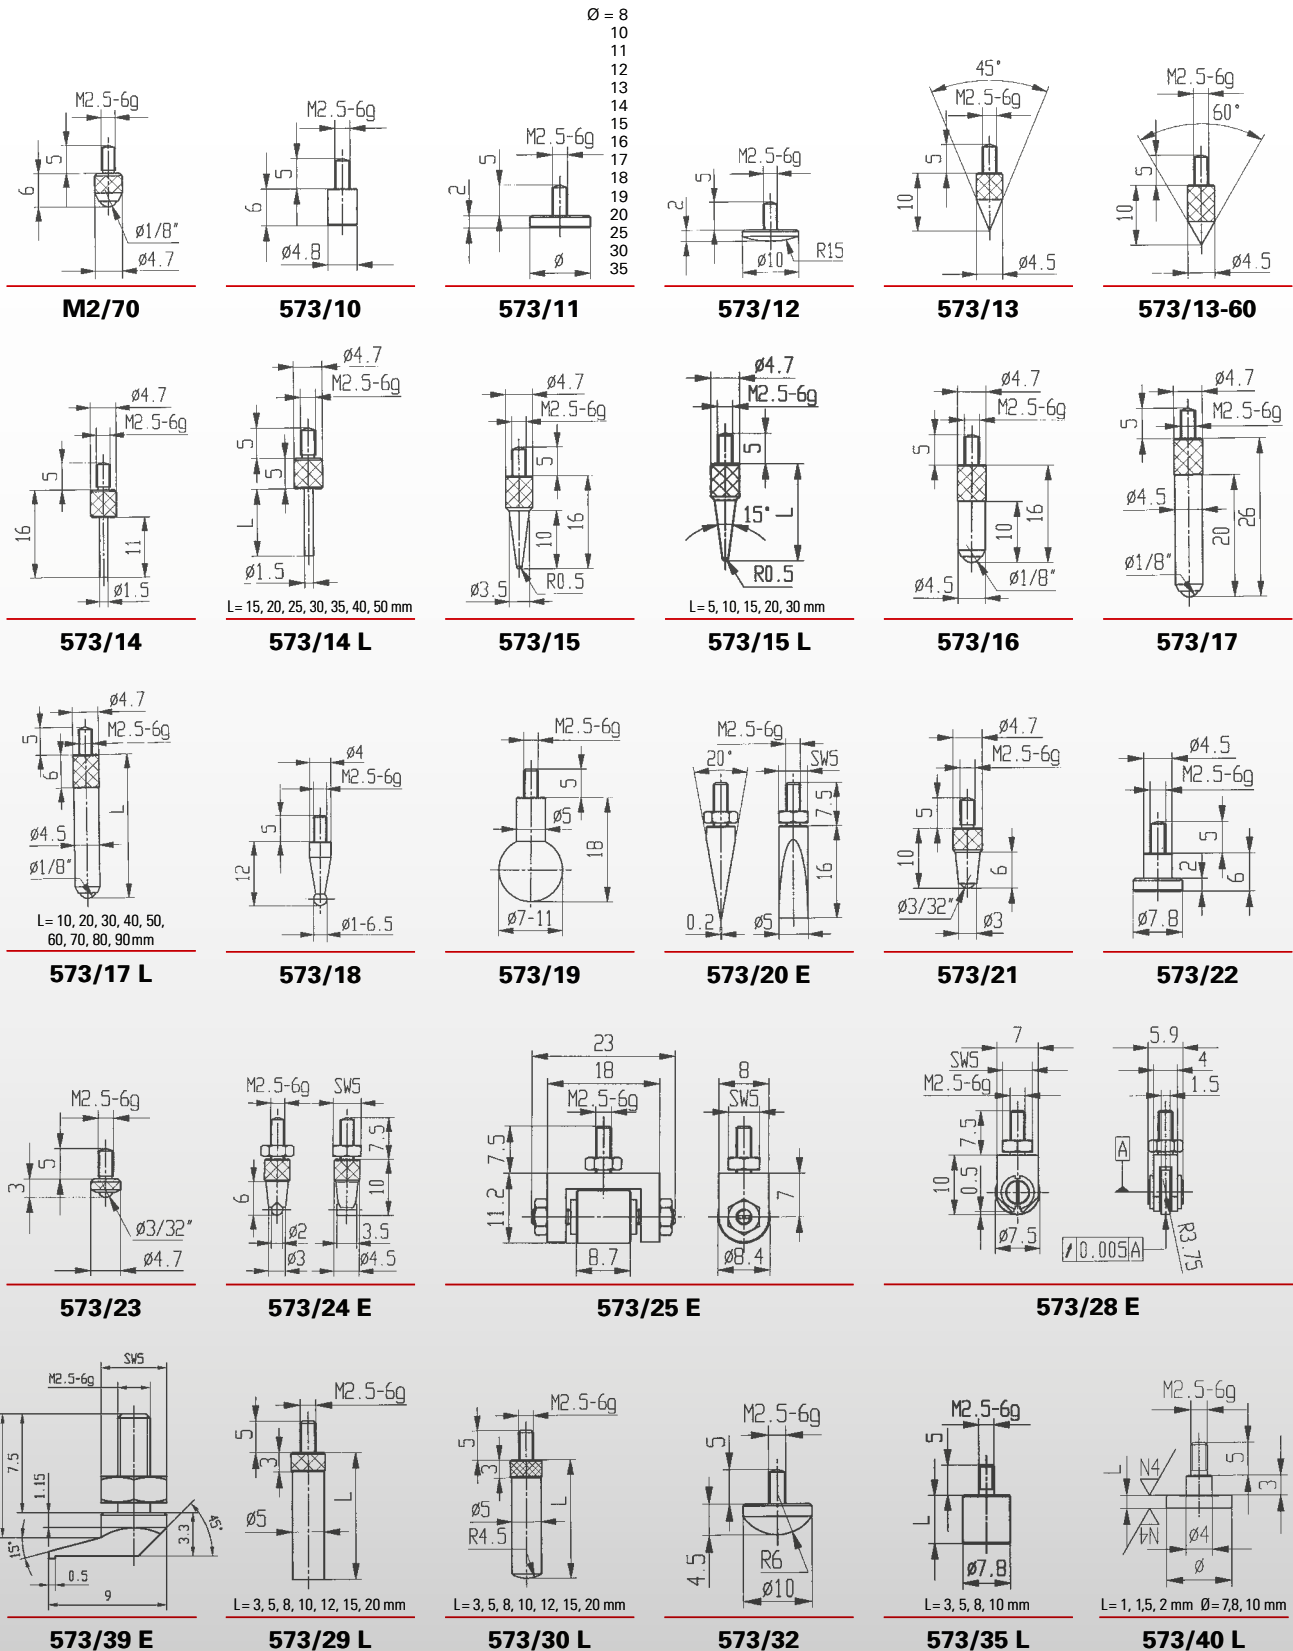 Ø = 8
10
11
12
13
14
15
16
17
18
19
20
25
30
35
M2.5-6g
5
6
ø1/8"
ø4.7
M2/70
M2.5-6g
5
6
ø4.8
573/10
M2.5-6g
5
2
ø
573/11
M2.5-6g
5
2
ø10
R15
573/12
45°
M2.5-6g
5
10
ø4.5
573/13
M2.5-6g
60°
5
10
ø4.5
573/13-60
ø4.7
M2.5-6g
5
16
11
ø1.5
573/14
ø4.7
M2.5-6g
5
5
L
ø1.5
L= 15, 20, 25, 30, 35, 40, 50 mm
573/14 L
ø4.7
M2.5-6g
5
16
10
ø3.5
R0.5
573/15
ø4.7
M2.5-6g
5
15°
L
R0.5
L= 5, 10, 15, 20, 30 mm
573/15 L
ø4.7
M2.5-6g
5
10
16
ø4.5
ø1/8"
573/16
ø4.7
M2.5-6g
5
ø4.5
20
26
ø1/8"
573/17
ø4.7
M2.5-6g
5
6
L
ø4.5
ø1/8"
L= 10, 20, 30, 40, 50,
60, 70, 80, 90mm
573/17 L
ø4
M2.5-6g
5
12
ø1-6.5
573/18
M2.5-6g
5
ø5
18
ø7-11
573/19
M2.5-6g
20°
SW5
7.5
16
0.2
ø5
573/20 E
ø4.7
M2.5-6g
5
10
6
ø3/32"
ø3
573/21
ø4.5
M2.5-6g
5
2
6
ø7.8
573/22
M2.5-6g
5
3
ø3/32"
ø4.7
573/23
M2.5-6g
SW5
7.5
6
10
ø2
3.5
ø3
ø4.5
573/24 E
23
18
8
M2.5-6g
SW5
7.5
11.2
7
8.7
ø8.4
573/25 E
7
5.9
SW5
4
M2.5-6g
1.5
7.5
A
10
0.5
ø7.5
0.005 A
R3.75
573/28 E
SW5
M2.5-6g
7.5
1.15
3.3
45°
15°
0.5
9
573/39 E
M2.5-6g
5
3
ø5
L
L= 3, 5, 8, 10, 12, 15, 20 mm
573/29 L
M2.5-6g
5
3
ø5
R4.5
L
L= 3, 5, 8, 10, 12, 15, 20 mm
573/30 L
M2.5-6g
5
4.5
R6
ø10
573/32
M2.5-6g
5
L
ø7.8
L= 3, 5, 8, 10 mm
573/35 L
M2.5-6g
L
N4
5
3
N4
ø4
ø
L= 1, 1,5, 2 mm Ø= 7,8, 10 mm
573/40 L